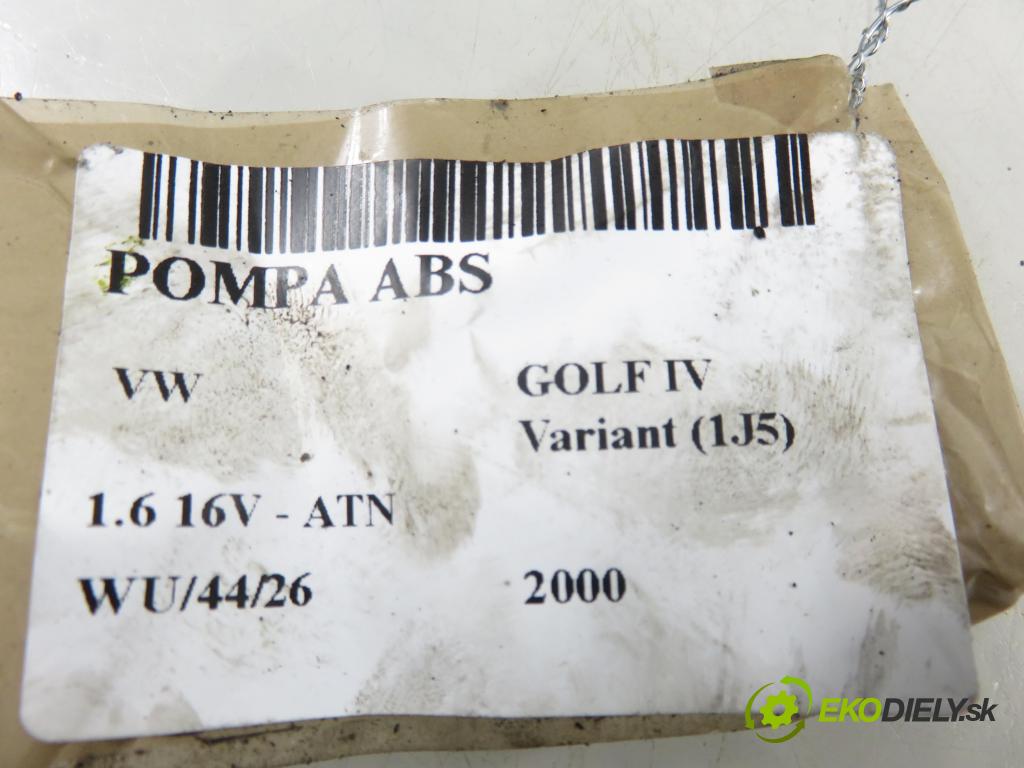 POMPA ABS
VW
GOLF IV
Variant (1J5)
1.6 16V - ATN
WU/44/26
2000
EKODIELY.sk